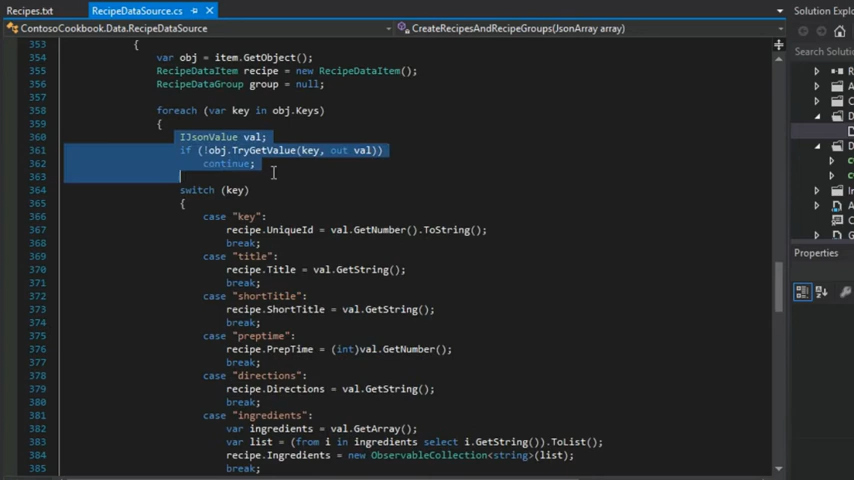 Recipes.txt
RecipeDataSource.cs
Solution Explo
ContosoCookbook.Data.RecipeDataSource
CreateRecipesAndRecipeGroups(JsonArray array)
Search Solutio
353 {
354 var obj = item.GetObject();
355 RecipeDataItem recipe = new RecipeDataItem();
356 RecipeDataGroup group = null;
357
358 foreach (var key in obj.Keys)
359 {
360 IJsonValue val;
361 if (!obj.TryGetValue(key, out val))
362 continue;
363
364 switch (key)
365 {
366 case "key":
367 recipe.UniqueId = val.GetNumber().ToString();
368 break;
369 case "title":
370 recipe.Title = val.GetString();
371 break;
372 case "shortTitle":
373 recipe.ShortTitle = val.GetString();
374 break;
375 case "preptime":
376 recipe.PrepTime = (int)val.GetNumber();
377 break;
378 case "directions":
379 recipe.Directions = val.GetString();
380 break;
381 case "ingredients":
382 var ingredients = val.GetArray();
383 var list = (from i in ingredients select i.GetString()).ToList();
384 recipe.Ingredients = new ObservableCollection<string>(list);
385 break;
Properties